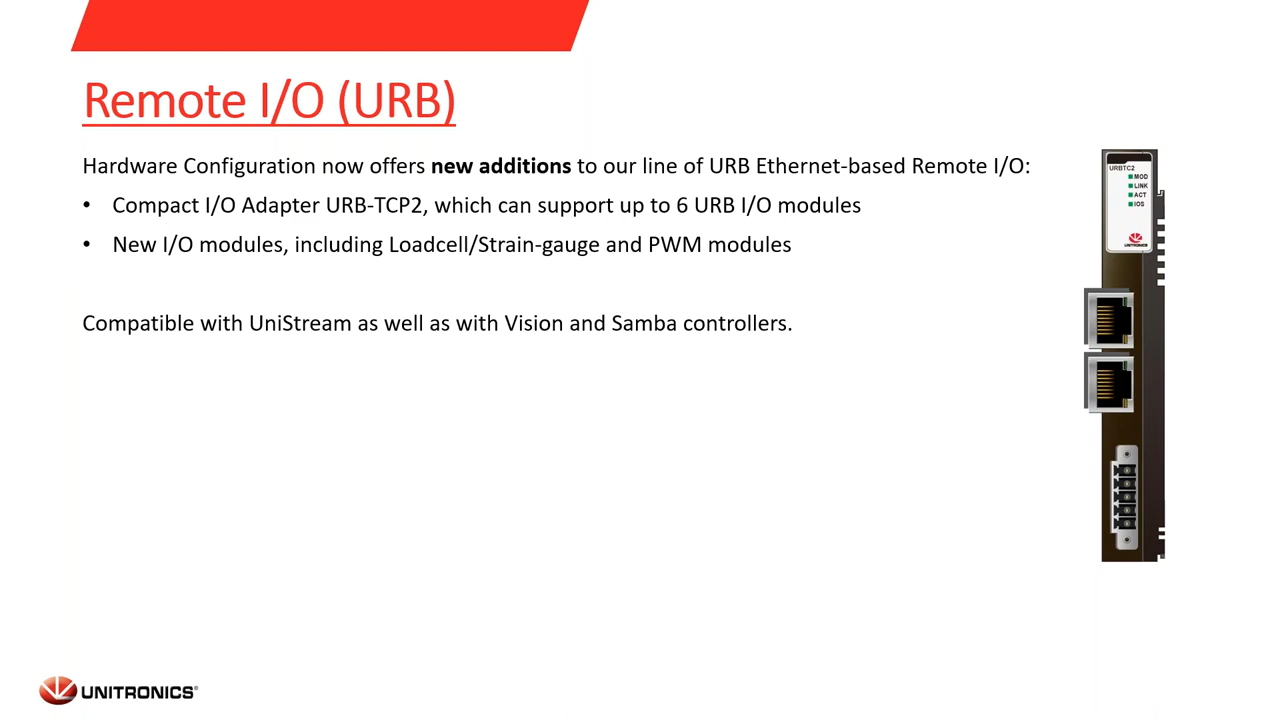 Remote I/O (URB)
Hardware Configuration now offers new additions to our line of URB Ethernet-based Remote I/O:
• Compact I/O Adapter URB-TCP2, which can support up to 6 URB I/O modules
• New I/O modules, including Loadcell/Strain-gauge and PWM modules
Compatible with UniStream as well as with Vision and Samba controllers.
URBTC2
MOD
LINK
ACT
IOS
UNITRONICS
UNITRONICS®